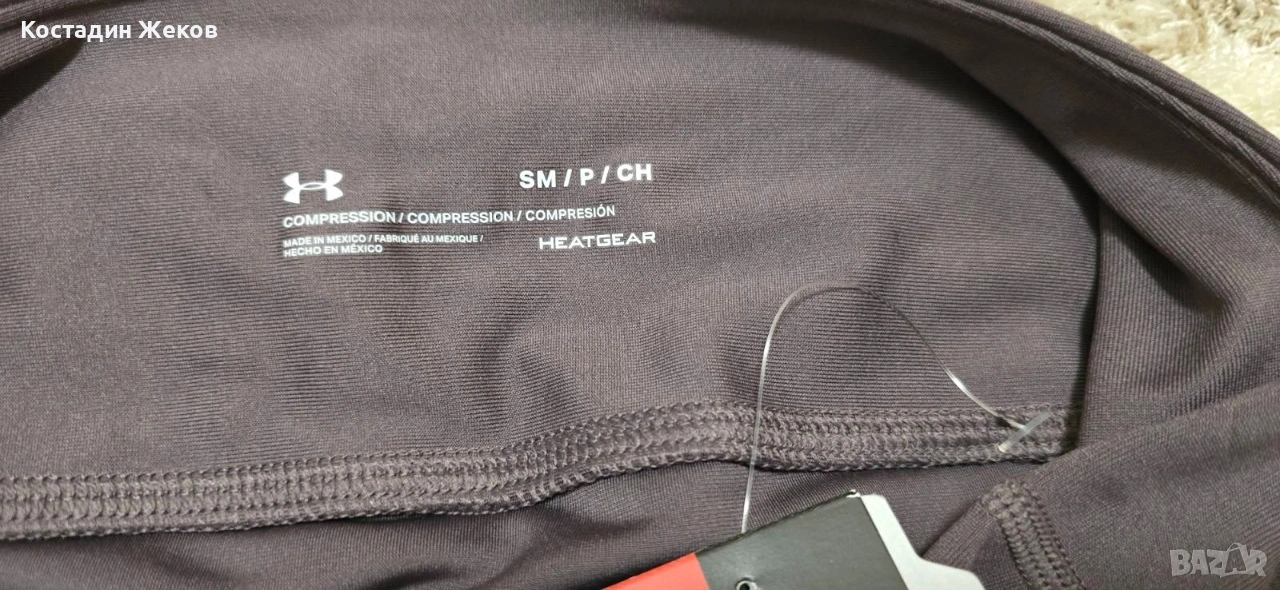 Костадин Жеков
SM / P / CH
COMPRESSION / COMPRESSION / COMPRESIÓN
MADE IN MEXICO / FABRIQUÉ AU MEXIQUE /
HECHO EN MÉXICO
HEATGEAR
BAZAR